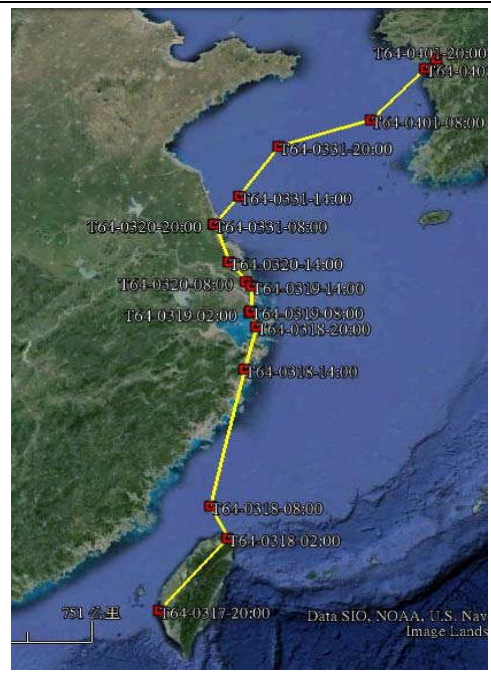 T64-0401-20:00
T64-040
T64-0401-08:00
T64-0331-20:00
T64-0331-14:00
T64-0320-20:00 T64-0331-08:00
T64-0320-14:00
T64-0320-08:00 T64-0319-14:00
T64-0319-02:00 T64-0319-08:00
T64-0318-20:00
T64-0318-14:00
T64-0318-08:00
T64-0318-02:00
751 公里 T64-0317-20:00
Data SIO, NOAA, U.S. Nav
Image Lands